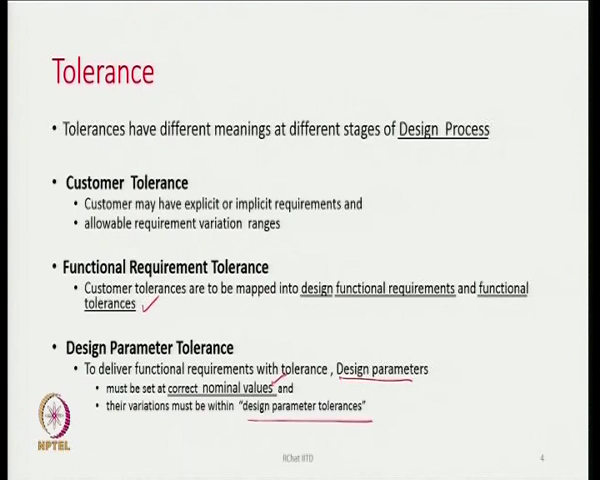 Tolerance
• Tolerances have different meanings at different stages of Design Process
• Customer Tolerance
• Customer may have explicit or implicit requirements and
• allowable requirement variation ranges
• Functional Requirement Tolerance
• Customer tolerances are to be mapped into design functional requirements and functional
tolerances
• Design Parameter Tolerance
• To deliver functional requirements with tolerance , Design parameters
• must be set at correct nominal values and
• their variations must be within “design parameter tolerances”
NPTEL
RChat IITD
4